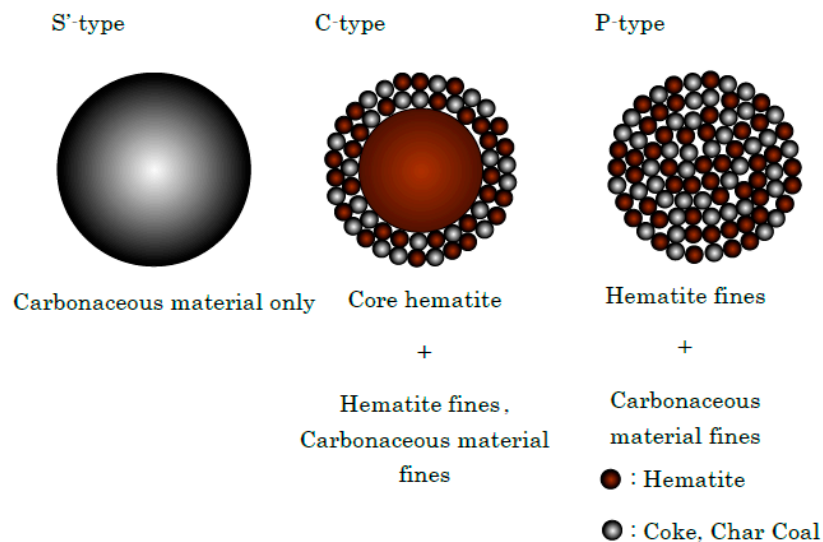 S’-type
C-type
P-type
Carbonaceous material only
Core hematite
+
Hematite fines,
Carbonaceous material
fines
Hematite fines
+
Carbonaceous
material fines
: Hematite
: Coke, Char Coal